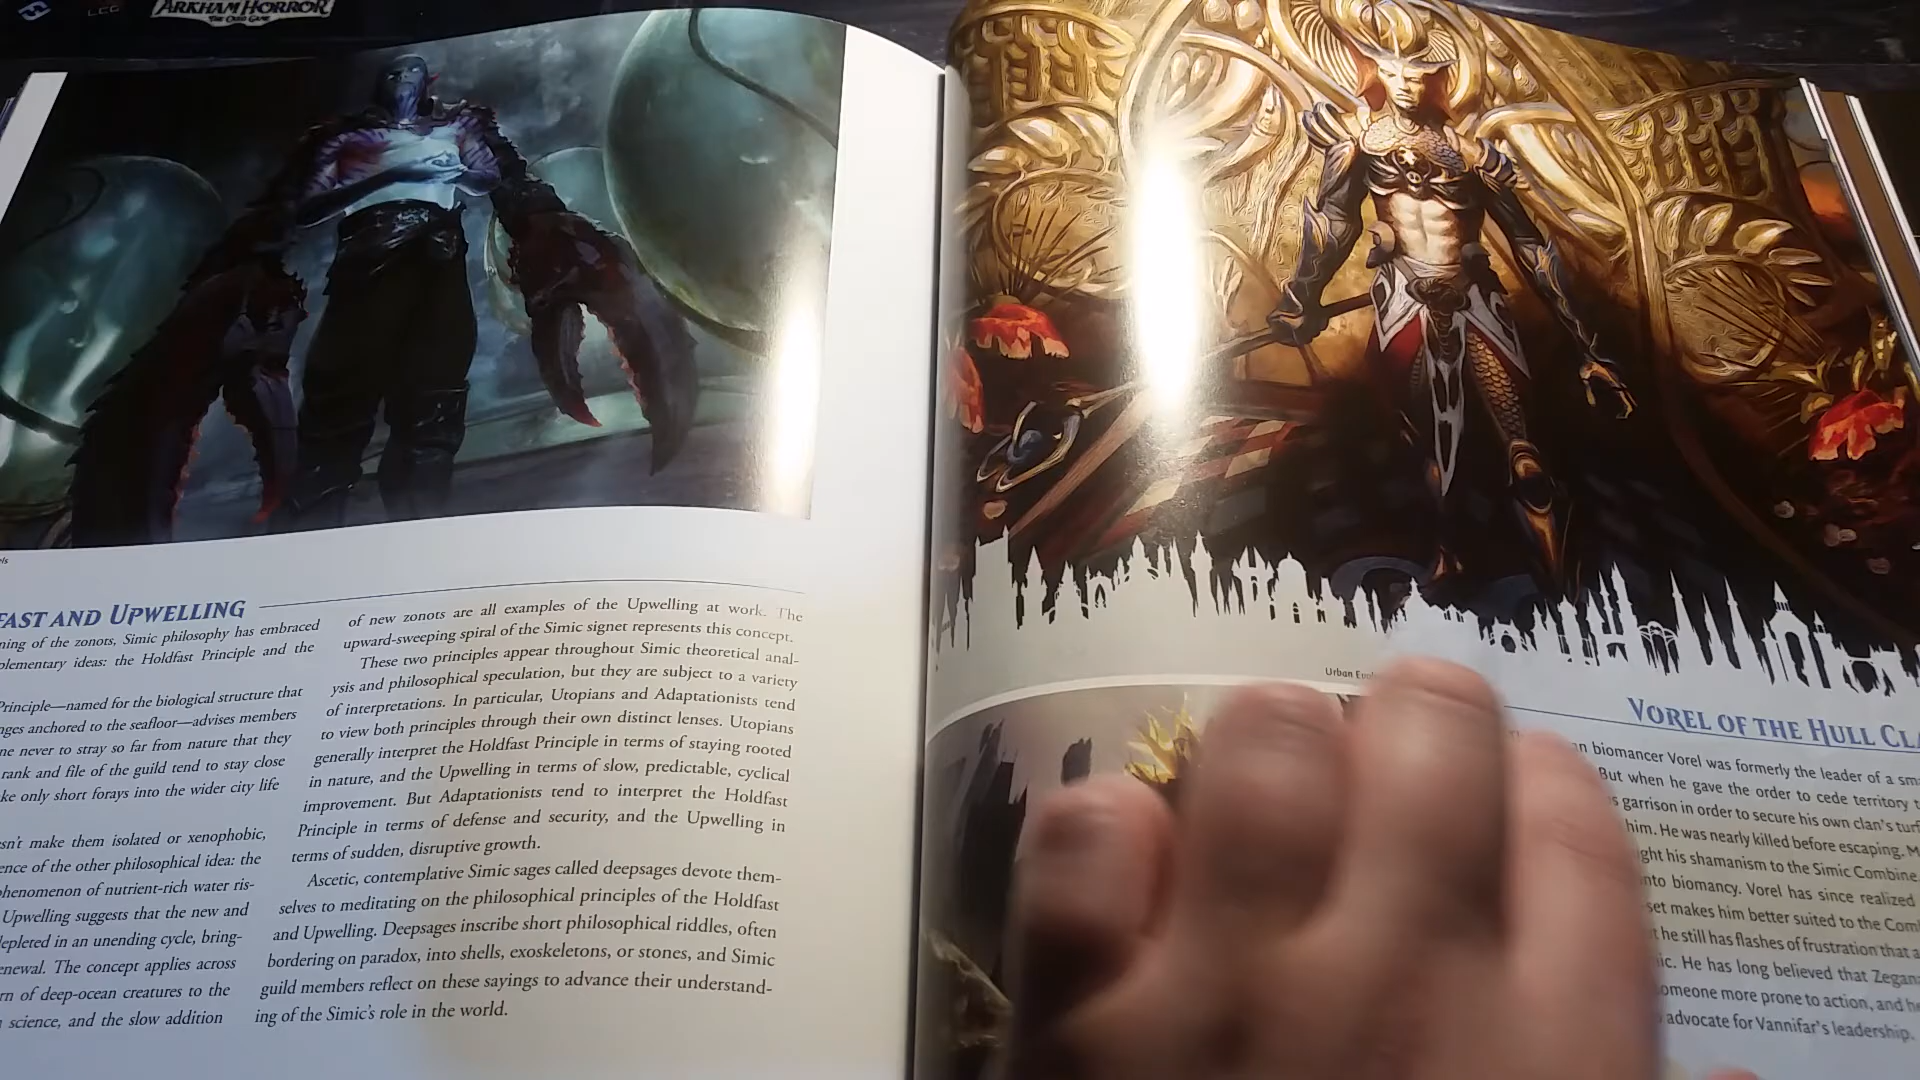 LCG
ARKHAM HORROR
THE CARD GAME
FAST AND UPWELLING
ning of the zonots, Simic philosophy has embraced
plementary ideas: the Holdfast Principle and the
Principle—named for the biological structure that
nges anchored to the seafloor—advises members
ne never to stray so far from nature that they
rank and file of the guild tend to stay close
ke only short forays into the wider city life
sn't make them isolated or xenophobic,
ence of the other philosophical idea: the
phenomenon of nutrient-rich water ris-
Upwelling suggests that the new and
depleted in an unending cycle, bring-
enewal. The concept applies across
rn of deep-ocean creatures to the
science, and the slow addition
of new zonots are all examples of the Upwelling at work. The
upward-sweeping spiral of the Simic signet represents this concept.
These two principles appear throughout Simic theoretical anal-
ysis and philosophical speculation, but they are subject to a variety
of interpretations. In particular, Utopians and Adaptationists tend
to view both principles through their own distinct lenses. Utopians
generally interpret the Holdfast Principle in terms of staying rooted
in nature, and the Upwelling in terms of slow, predictable, cyclical
improvement. But Adaptationists tend to interpret the Holdfast
Principle in terms of defense and security, and the Upwelling in
terms of sudden, disruptive growth.
Ascetic, contemplative Simic sages called deepsages devote them-
selves to meditating on the philosophical principles of the Holdfast
and Upwelling. Deepsages inscribe short philosophical riddles, often
bordering on paradox, into shells, exoskeletons, or stones, and Simic
guild members reflect on these sayings to advance their understand-
ing of the Simic's role in the world.
Urban
VOREL OF THE HULL CLA
an biomancer Vorel was formerly the leader of a sm
But when he gave the order to cede territory t
s garrison in order to secure his own clan's turf
him. He was nearly killed before escaping. M
ght his shamanism to the Simic Combine
nto biomancy. Vorel has since realized
set makes him better suited to the Com
t he still has flashes of frustration that a
ic. He has long believed that Zegan
omeone more prone to action, and he
advocate for Vannifar's leadership.